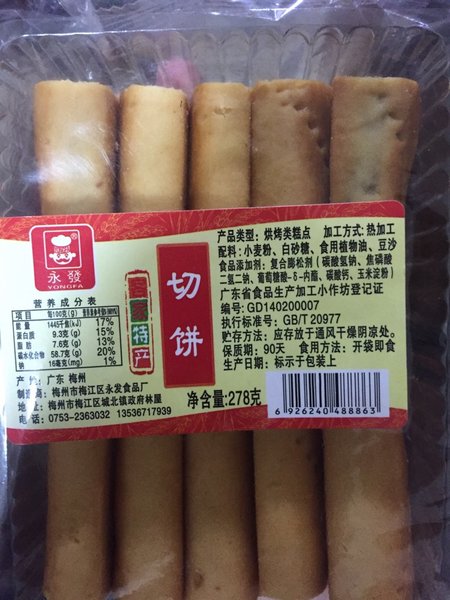 永發
YONGFA
营养成分表
项目 每100克(g) 营养素参考值(NRV%)
能量 1445千焦(kJ) 17%
蛋白质 9.3克(g) 15%
脂肪 7.6克(g) 13%
碳水化合物 58.7克(g) 20%
钠 16毫克(mg) 1%
产地：广东 梅州
制造商：梅州市梅江区永发食品厂
地址：梅州市梅江区城北镇政府林屋
电话：0753-2363032 13536717939
客家特产
切饼
净含量:278克
产品类型：烘烤类糕点 加工方式：热加工
配料：小麦粉、白砂糖、食用植物油、豆沙
食品添加剂：复合膨松剂（碳酸氢钠、焦磷酸
二氢二钠、葡萄糖酸-δ-内酯、碳酸钙、玉米淀粉）
广东省食品生产加工小作坊登记证
编号：GD140200007
执行标准号：GB/T 20977
贮存方法：应存放于通风干燥阴凉处。
保质期：90天 食用方法：开袋即食
生产日期：标示于包装上
6 926240 488863